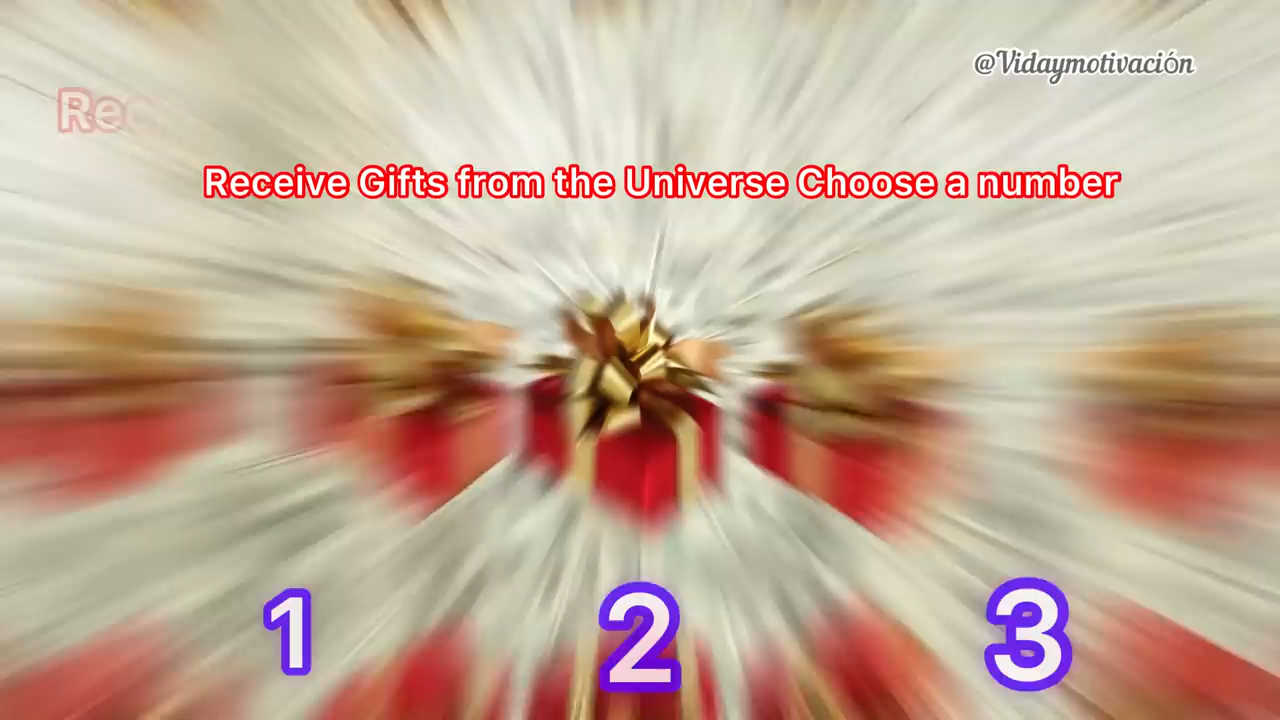 @Vidaymotivación
Receive Gifts from the Universe Choose a number
1 2 3